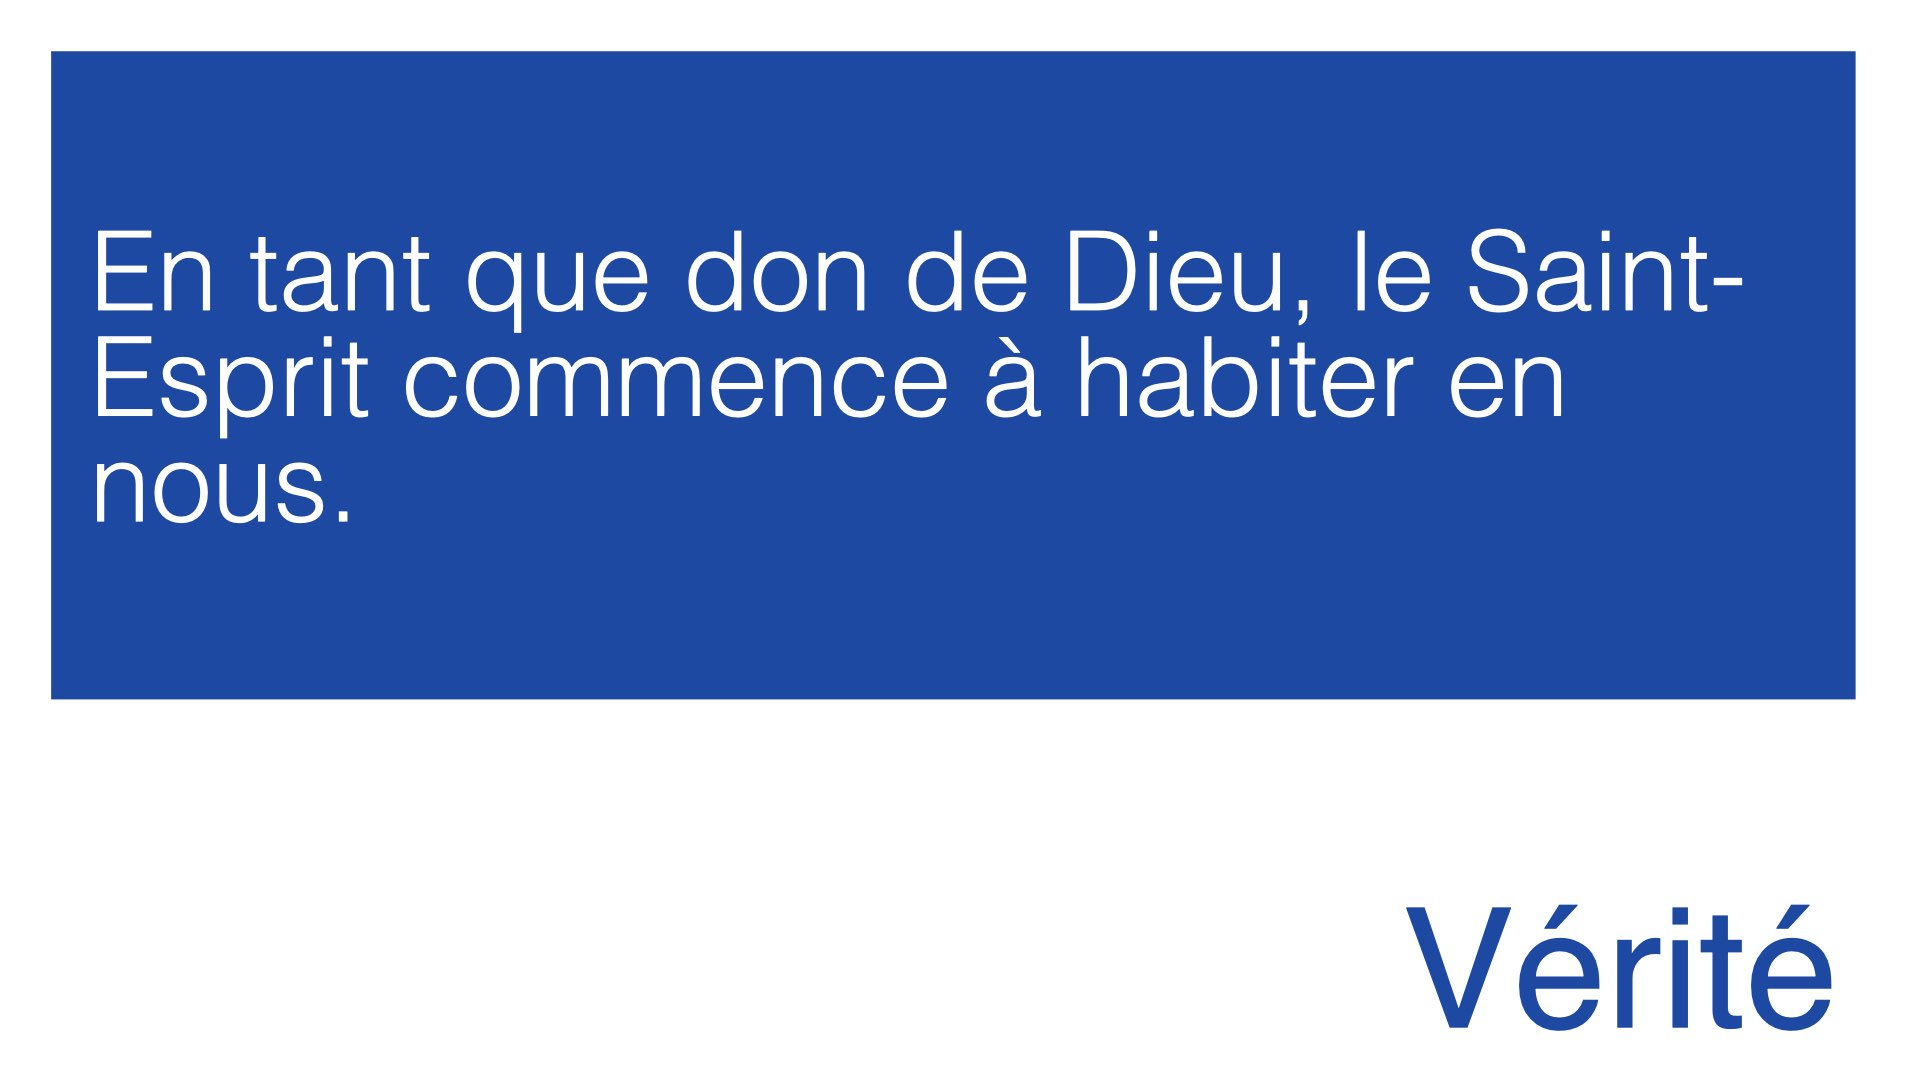 En tant que don de Dieu, le Saint-
Esprit commence à habiter en
nous.
Vérité